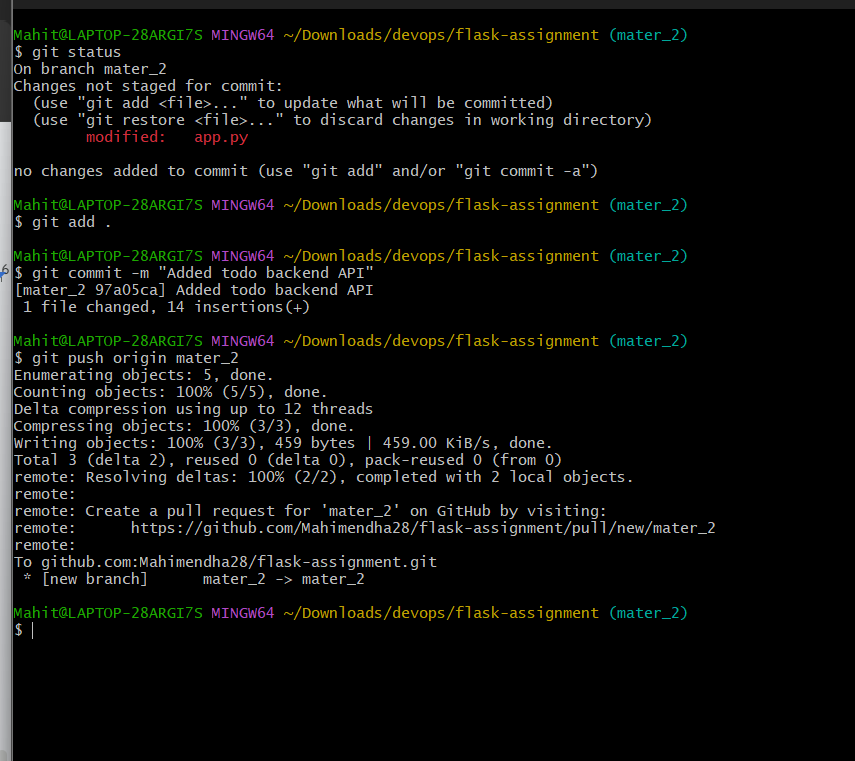 Mahit@LAPTOP-28ARGI7S MINGW64 ~/Downloads/devops/flask-assignment (mater_2)
$ git status
On branch mater_2
Changes not staged for commit:
  (use "git add <file>..." to update what will be committed)
  (use "git restore <file>..." to discard changes in working directory)
        modified:   app.py

no changes added to commit (use "git add" and/or "git commit -a")

Mahit@LAPTOP-28ARGI7S MINGW64 ~/Downloads/devops/flask-assignment (mater_2)
$ git add .

Mahit@LAPTOP-28ARGI7S MINGW64 ~/Downloads/devops/flask-assignment (mater_2)
$ git commit -m "Added todo backend API"
[mater_2 97a05ca] Added todo backend API
 1 file changed, 14 insertions(+)

Mahit@LAPTOP-28ARGI7S MINGW64 ~/Downloads/devops/flask-assignment (mater_2)
$ git push origin mater_2
Enumerating objects: 5, done.
Counting objects: 100% (5/5), done.
Delta compression using up to 12 threads
Compressing objects: 100% (3/3), done.
Writing objects: 100% (3/3), 459 bytes | 459.00 KiB/s, done.
Total 3 (delta 2), reused 0 (delta 0), pack-reused 0 (from 0)
remote: Resolving deltas: 100% (2/2), completed with 2 local objects.
remote:
remote: Create a pull request for 'mater_2' on GitHub by visiting:
remote:      https://github.com/Mahimendha28/flask-assignment/pull/new/mater_2
remote:
To github.com:Mahimendha28/flask-assignment.git
 * [new branch]      mater_2 -> mater_2

Mahit@LAPTOP-28ARGI7S MINGW64 ~/Downloads/devops/flask-assignment (mater_2)
$
6